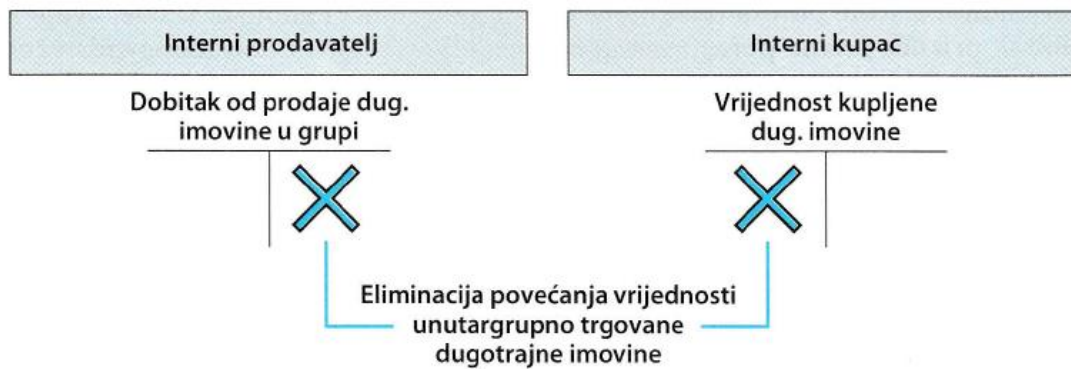 Interni prodavatelj
Interni kupac
Dobitak od prodaje dug.
imovine u grupi
Vrijednost kupljene
dug. imovine
Eliminacija povećanja vrijednosti
unutargrupno trgovane
dugotrajne imovine